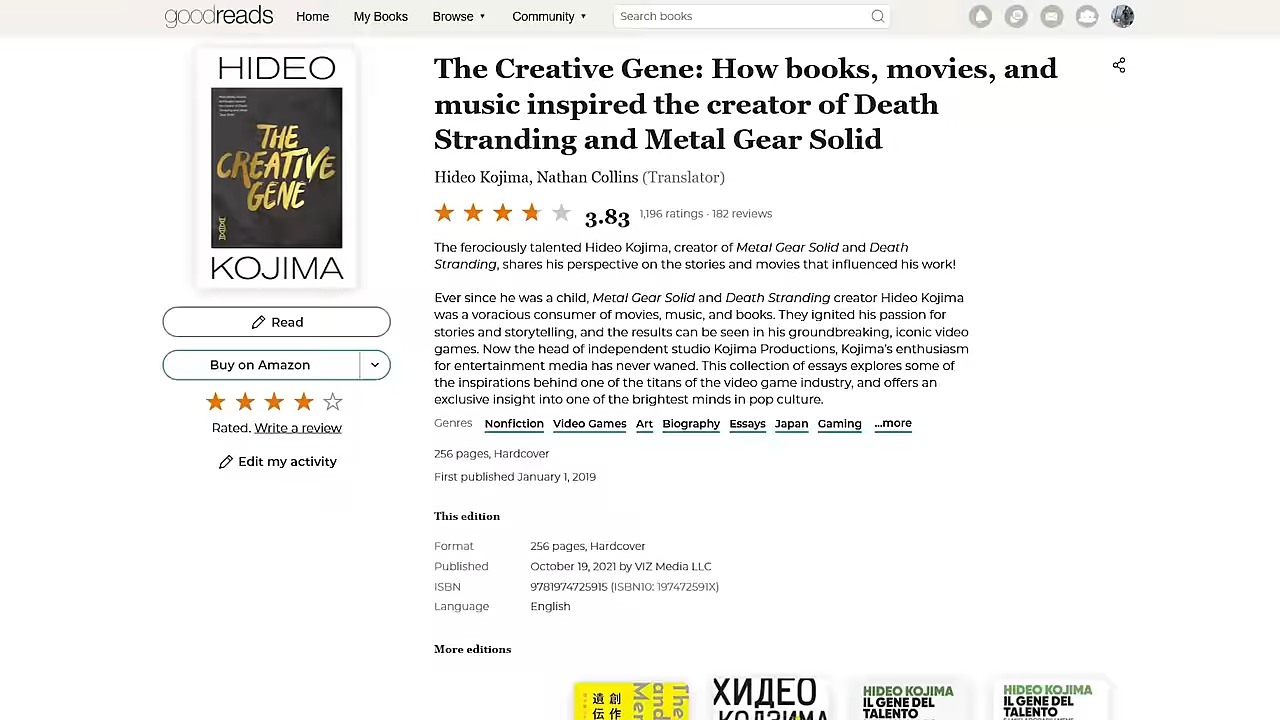 goodreads Home My Books Browse ▼ Community ▼ Search books
HIDEO
THE
CREATIVE
GENE
KOJIMA
Read
Buy on Amazon
Rated. Write a review
Edit my activity
The Creative Gene: How books, movies, and
music inspired the creator of Death
Stranding and Metal Gear Solid
Hideo Kojima, Nathan Collins (Translator)
3.83 1,196 ratings · 182 reviews
The ferociously talented Hideo Kojima, creator of Metal Gear Solid and Death
Stranding, shares his perspective on the stories and movies that influenced his work!
Ever since he was a child, Metal Gear Solid and Death Stranding creator Hideo Kojima
was a voracious consumer of movies, music, and books. They ignited his passion for
stories and storytelling, and the results can be seen in his groundbreaking, iconic video
games. Now the head of independent studio Kojima Productions, Kojima's enthusiasm
for entertainment media has never waned. This collection of essays explores some of
the inspirations behind one of the titans of the video game industry, and offers an
exclusive insight into one of the brightest minds in pop culture.
Genres Nonfiction Video Games Art Biography Essays Japan Gaming ...more
256 pages, Hardcover
First published January 1, 2019
This edition
Format 256 pages, Hardcover
Published October 19, 2021 by VIZ Media LLC
ISBN 9781974725915 (ISBN10: 197472591X)
Language English
More editions
創作
遺伝
The
and
Me
ХИДЕО
КОДЗИМА
HIDEO KOJIMA
IL GENE DEL
TALENTO
HIDEO KOJIMA
IL GENE DEL
TALENTO